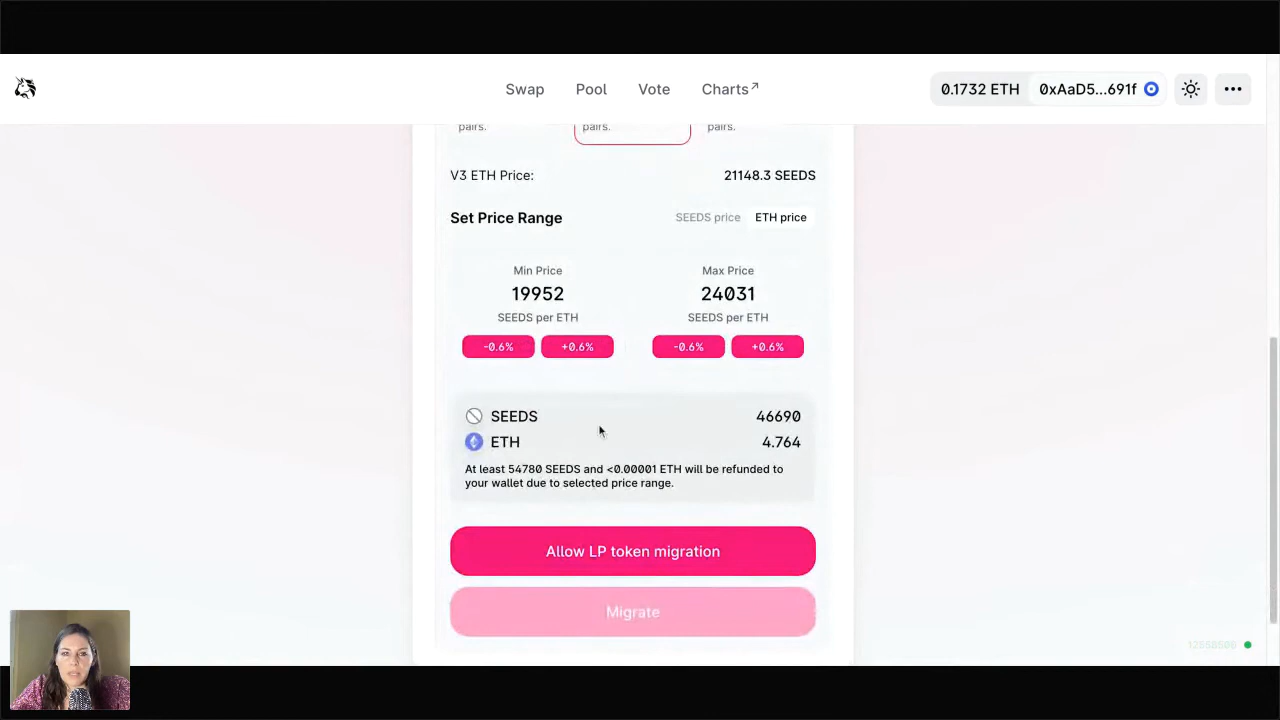 Swap Pool Vote Charts↗ 0.1732 ETH 0xAaD5...691f
pairs. pairs. pairs.
V3 ETH Price: 21148.3 SEEDS
Set Price Range SEEDS price ETH price
Min Price Max Price
19952 24031
SEEDS per ETH SEEDS per ETH
-0.6% +0.6% -0.6% +0.6%
SEEDS 46690
ETH 4.764
At least 54780 SEEDS and <0.00001 ETH will be refunded to
your wallet due to selected price range.
Allow LP token migration
Migrate